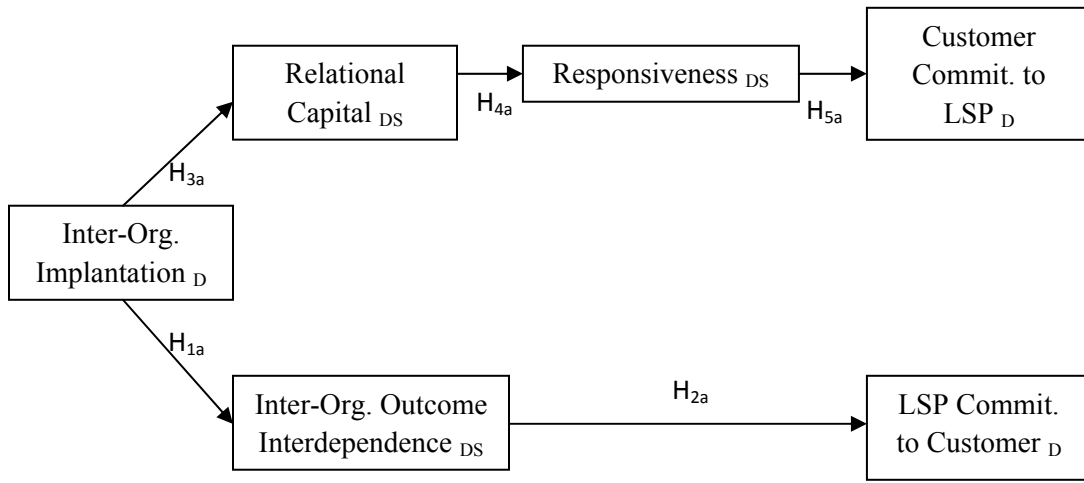 Relational
Capital DS
H4a
Responsiveness DS
H5a
Customer
Commit. to
LSP D
H3a
Inter-Org.
Implantation D
H1a
Inter-Org. Outcome
Interdependence DS
H2a
LSP Commit.
to Customer D